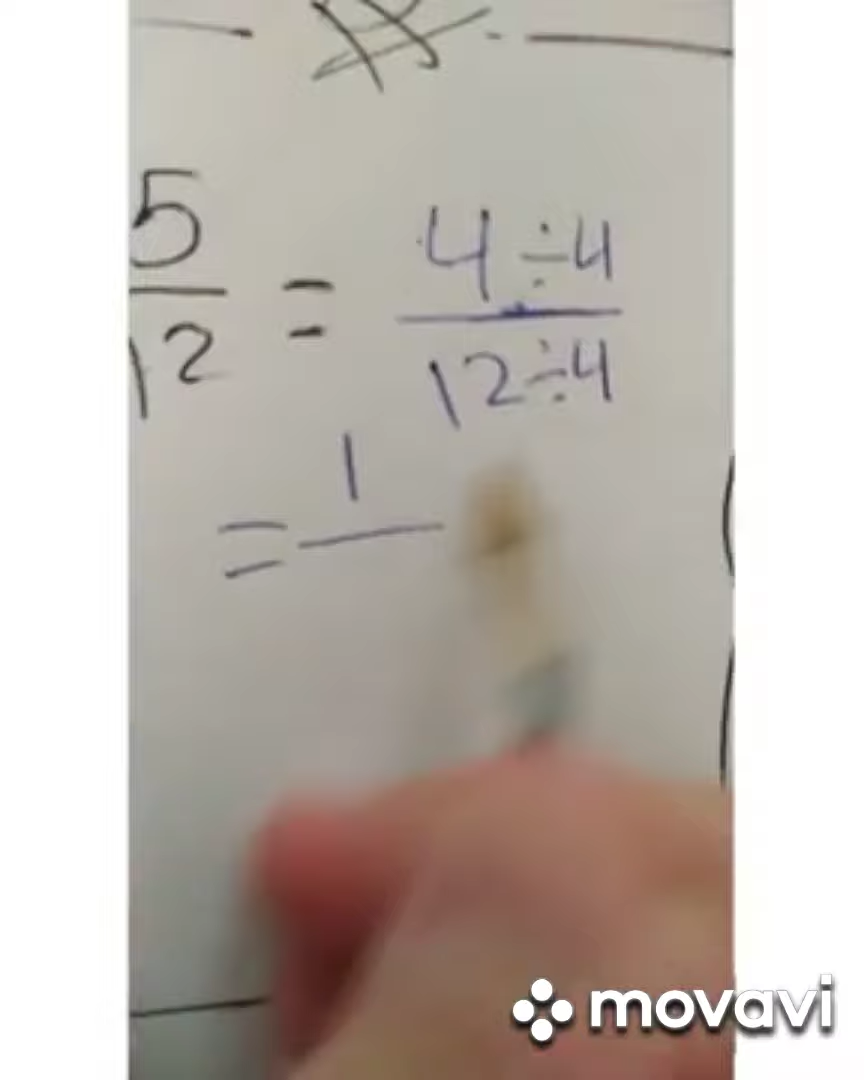 5/12 = 4÷4/12÷4
= 1/
movavi